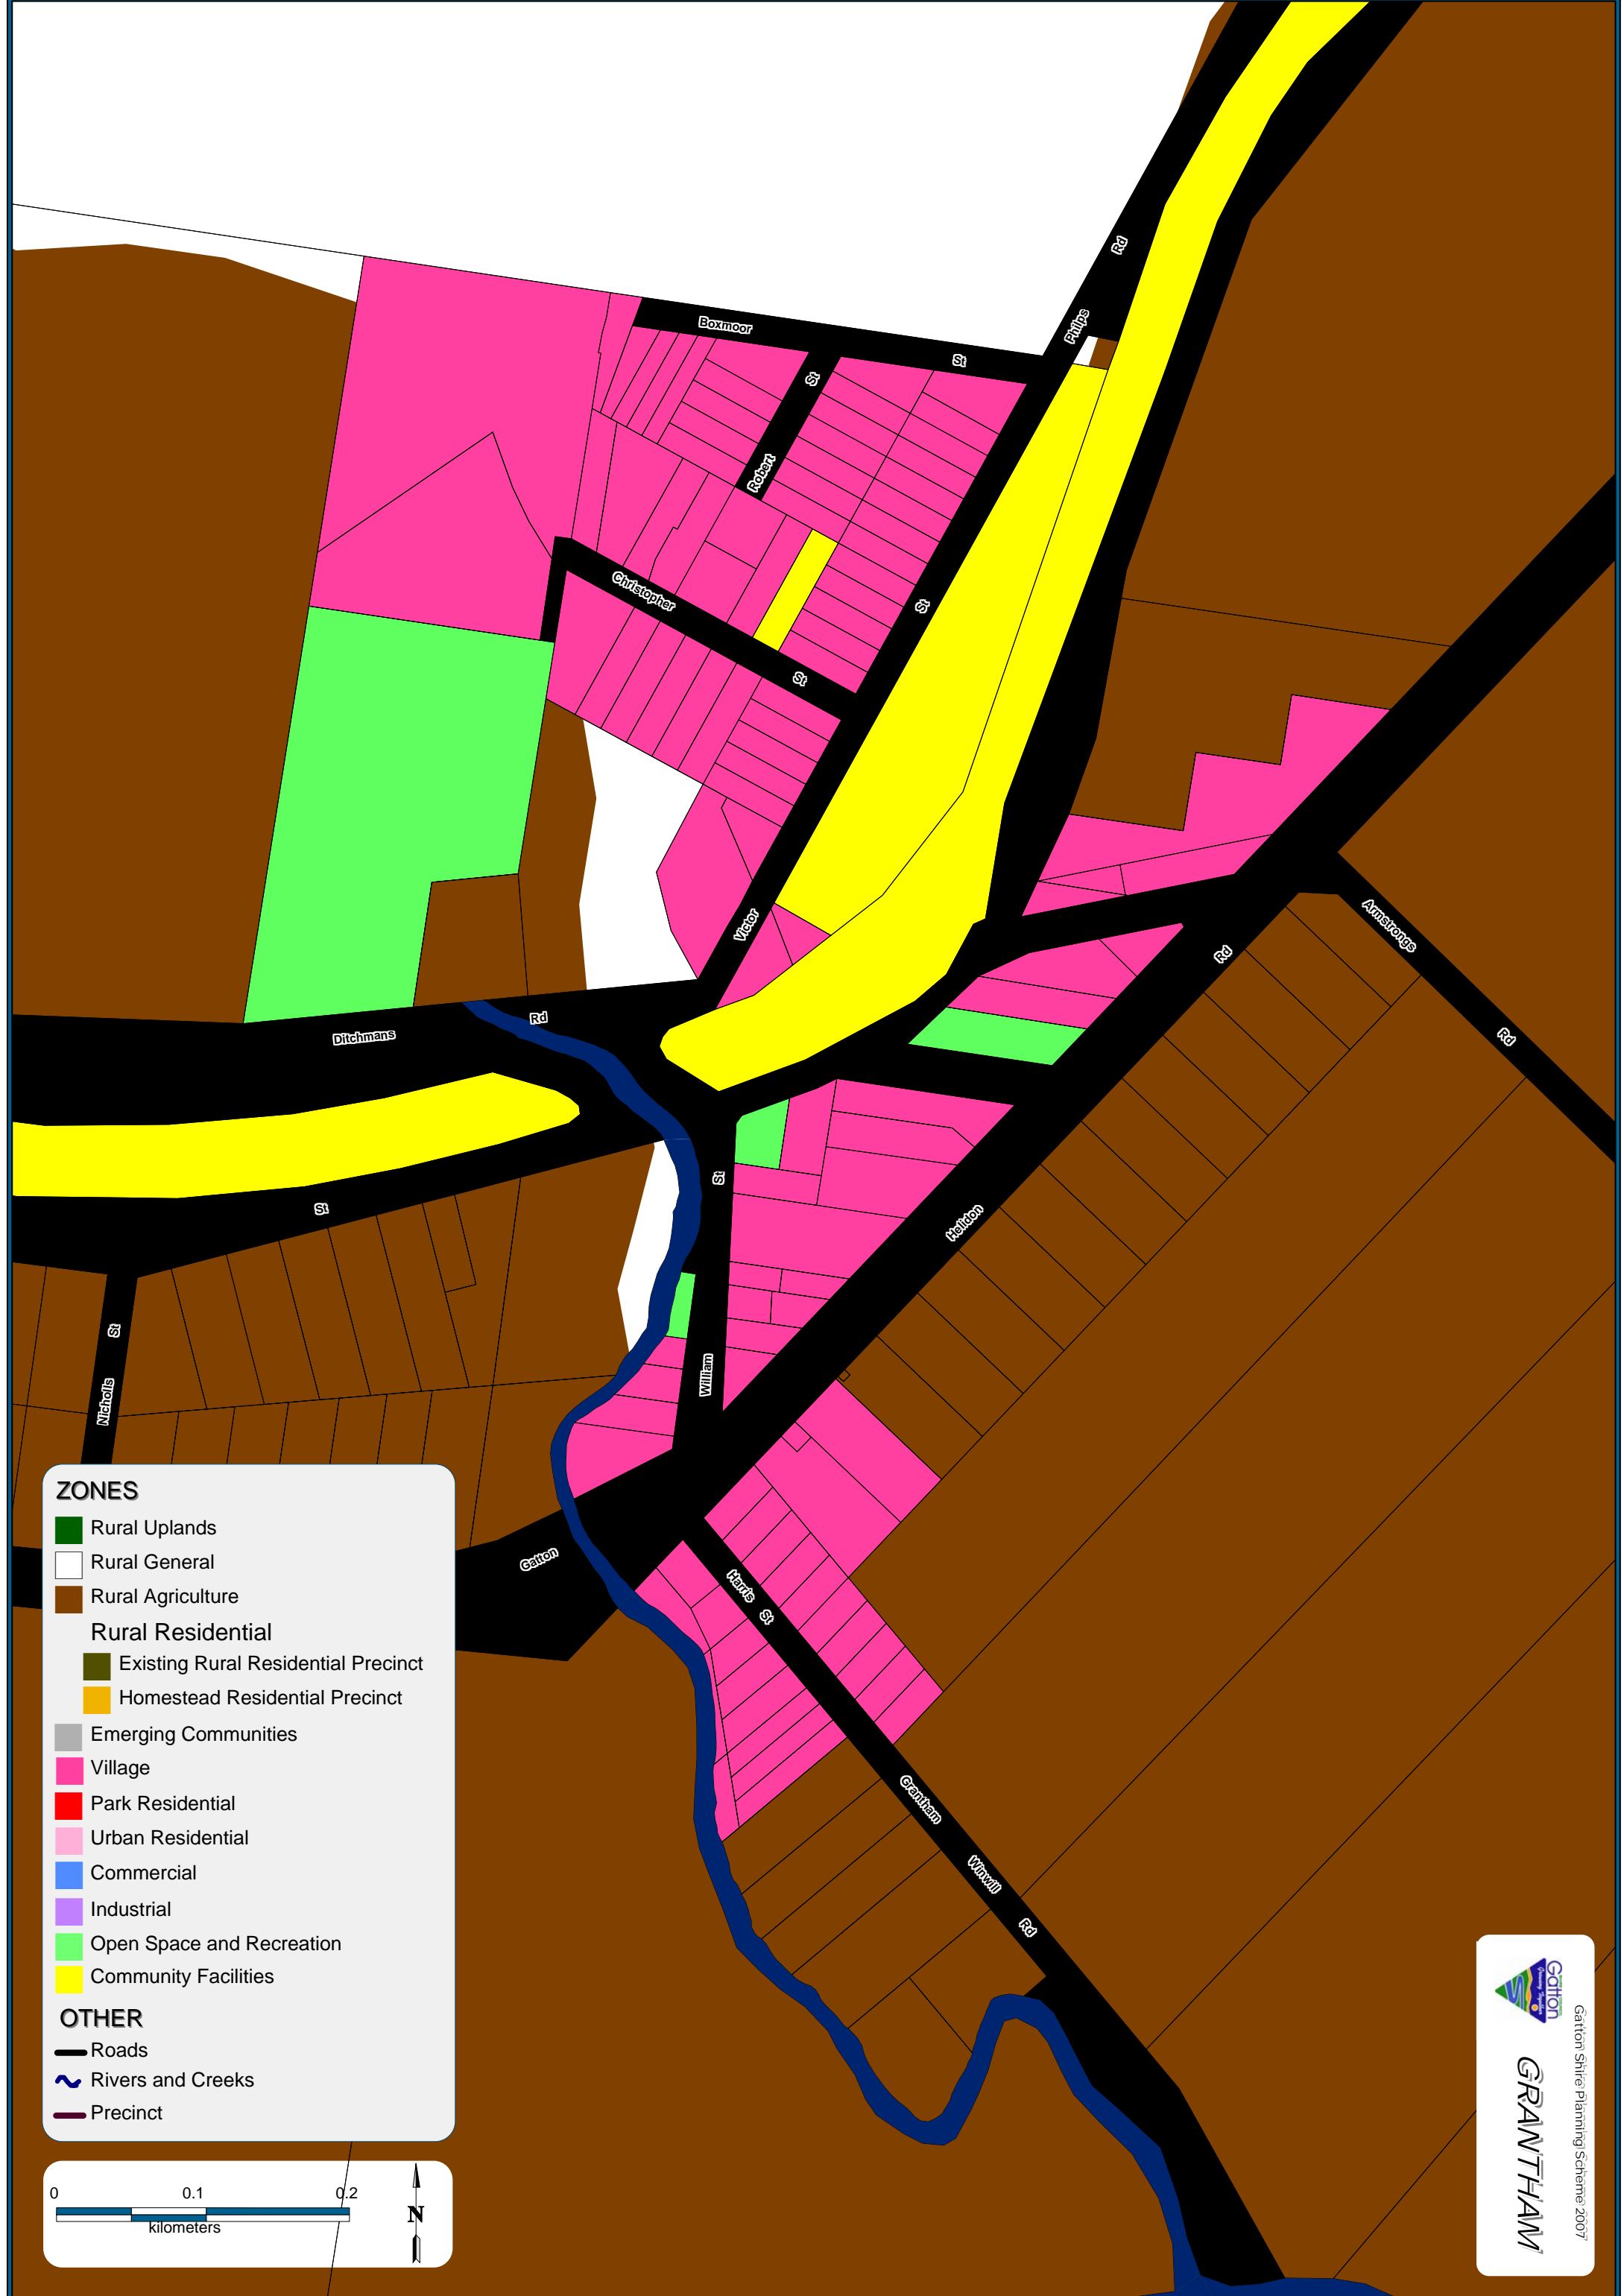 Rd
Philps
Boxmoor
St
St
Robert
Christopher
St
St
Victor
Armstrongs
Rd
Rd
Ditchmans
Rd
St
St
Helidon
St
Nicholls
William
Gatton
Harris
St
Grantham
Winwill
Rd
ZONES
Rural Uplands
Rural General
Rural Agriculture
Rural Residential
Existing Rural Residential Precinct
Homestead Residential Precinct
Emerging Communities
Village
Park Residential
Urban Residential
Commercial
Industrial
Open Space and Recreation
Community Facilities
OTHER
Roads
Rivers and Creeks
Precinct
0 0.1 0.2
kilometers
N
Gatton
Gatton Shire Planning Scheme 2007
GRANTHAM